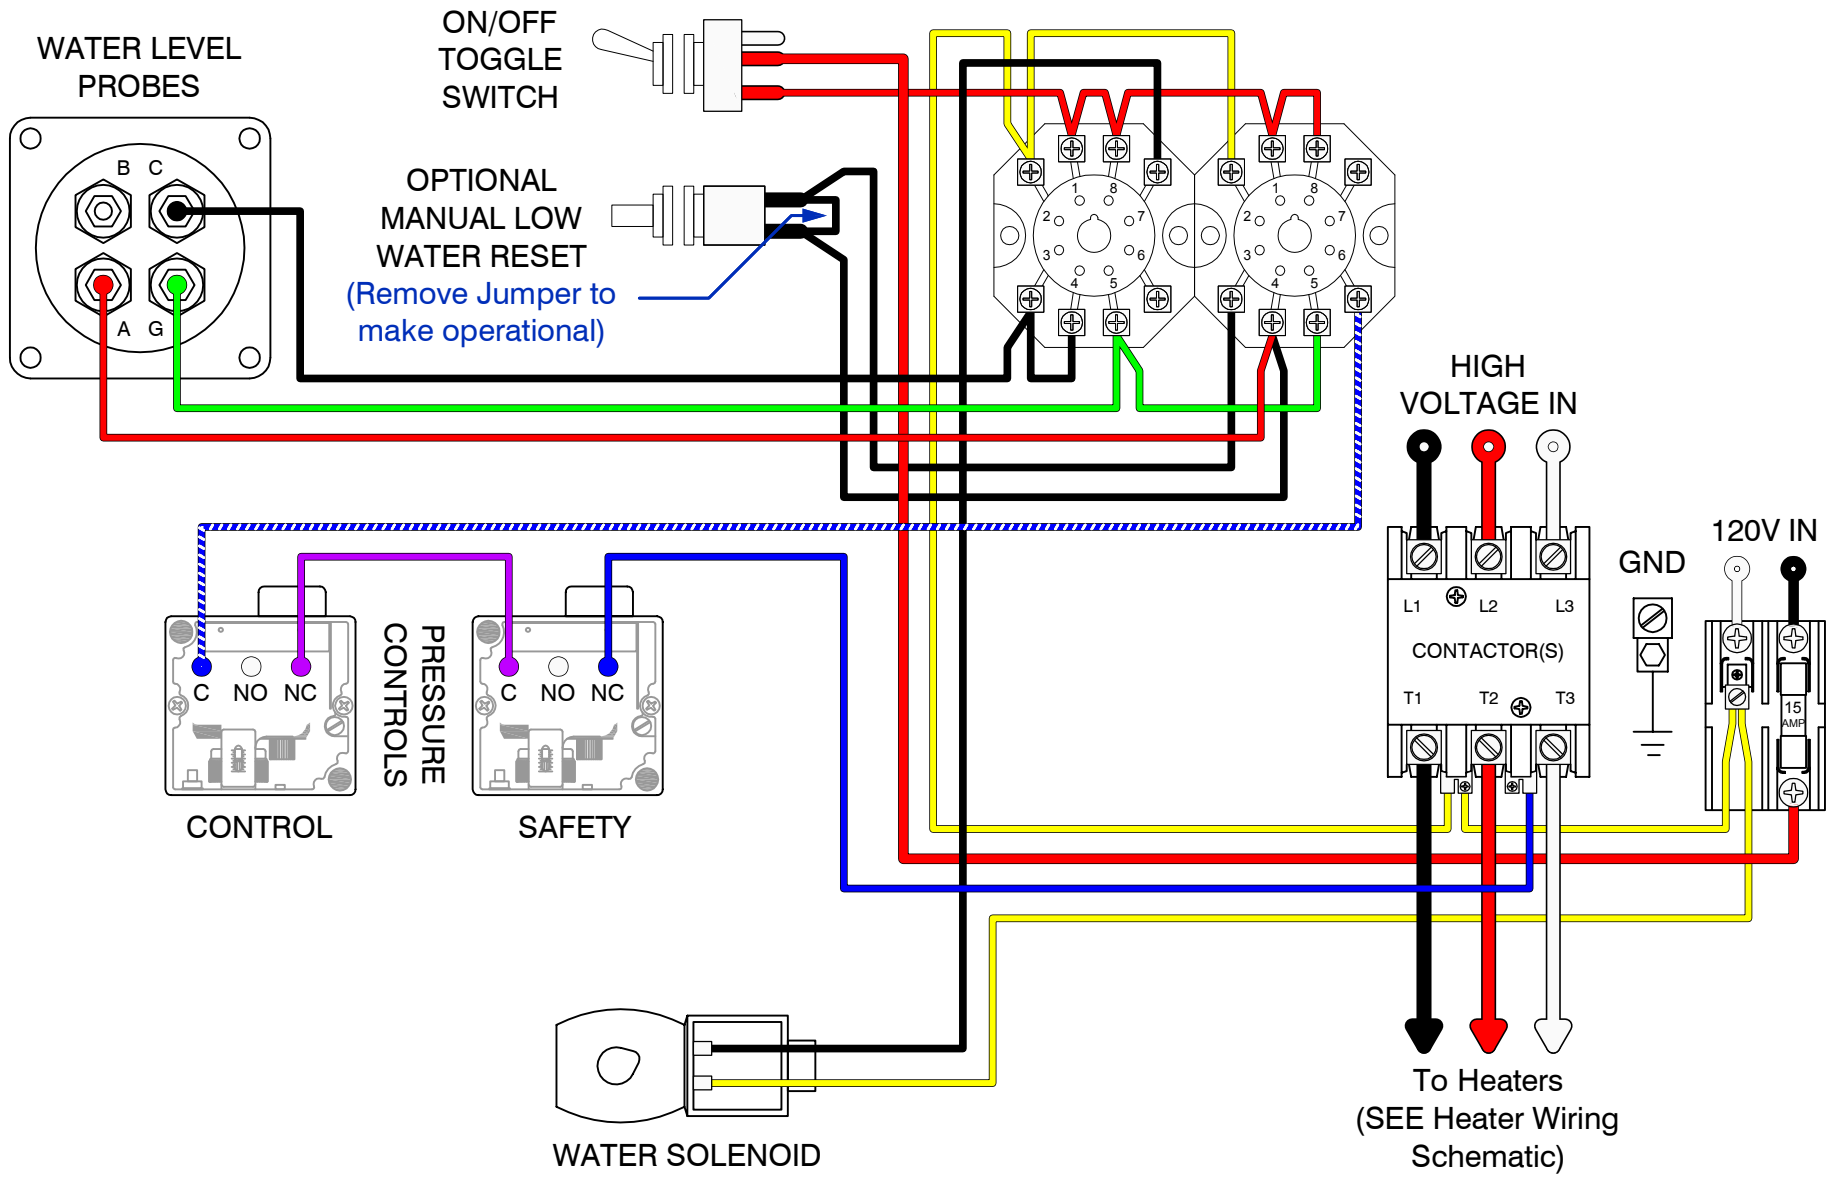 WATER LEVEL
PROBES
B C
A G
ON/OFF
TOGGLE
SWITCH
OPTIONAL
MANUAL LOW
WATER RESET
(Remove Jumper to
make operational)
1 8
2 7
3 6
4 5
1 8
2 7
3 6
4 5
HIGH
VOLTAGE IN
L1 L2 L3
CONTACTOR(S)
T1 T2 T3
GND
120V IN
15
AMP
C NO NC
CONTROL
PRESSURE
CONTROLS
C NO NC
SAFETY
WATER SOLENOID
To Heaters
(SEE Heater Wiring
Schematic)